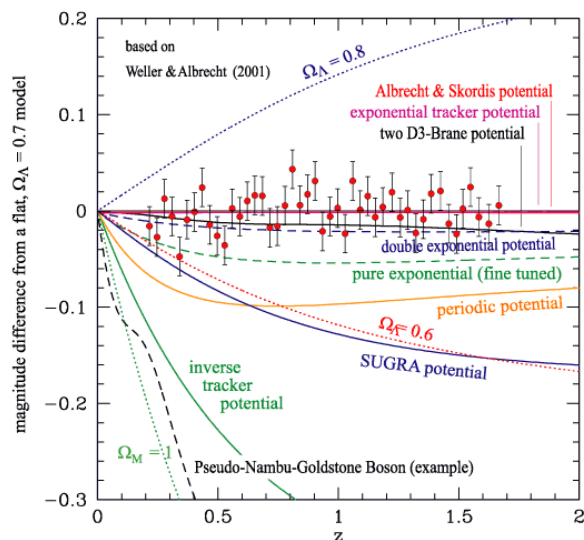 magnitude difference from a flat, Ω_Λ = 0.7 model
0.2
0.1
0
-0.1
-0.2
-0.3
based on
Weller & Albrecht (2001)
Ω_Λ = 0.8
Albrecht & Skordis potential
exponential tracker potential
two D3-Brane potential
double exponential potential
pure exponential (fine tuned)
periodic potential
Ω_Λ = 0.6
SUGRA potential
inverse
tracker
potential
Ω_M = 1
Pseudo-Nambu-Goldstone Boson (example)
0
0.5
1
1.5
2
z